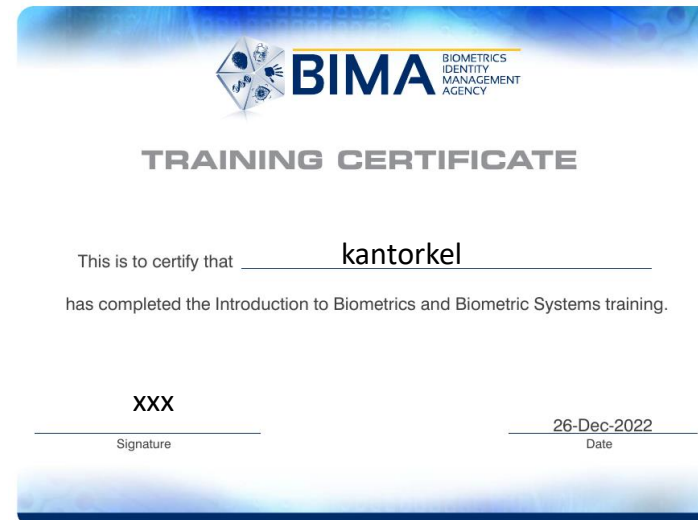 BIMA
BIOMETRICS
IDENTITY
MANAGEMENT
AGENCY
TRAINING CERTIFICATE
This is to certify that kantorkel
has completed the Introduction to Biometrics and Biometric Systems training.
xxx
Signature
26-Dec-2022
Date